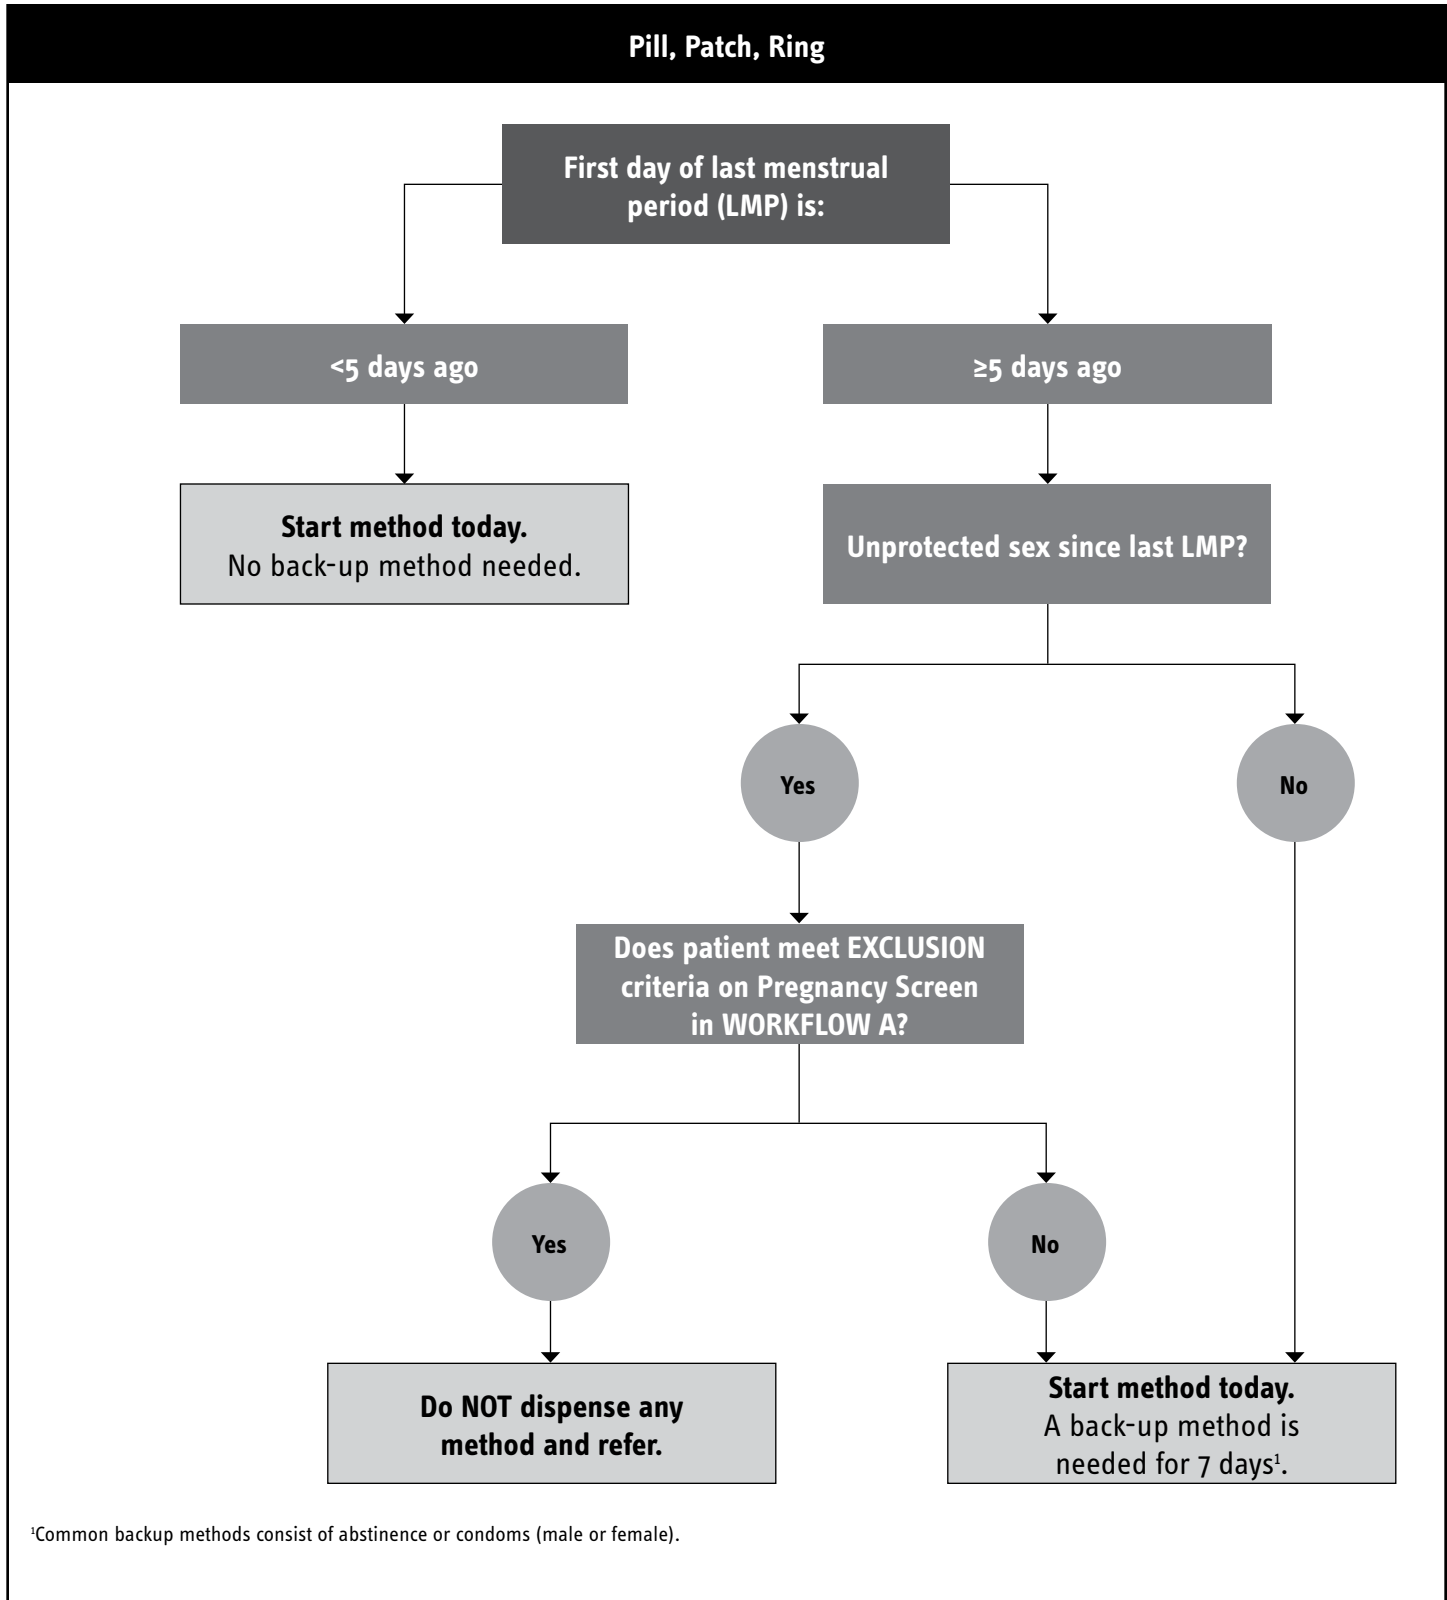 Pill, Patch, Ring
First day of last menstrual
period (LMP) is:
<5 days ago
≥5 days ago
Start method today.
No back-up method needed.
Unprotected sex since last LMP?
Yes
No
Does patient meet EXCLUSION
criteria on Pregnancy Screen
in WORKFLOW A?
Yes
No
Do NOT dispense any
method and refer.
Start method today.
A back-up method is
needed for 7 days¹.
¹Common backup methods consist of abstinence or condoms (male or female).